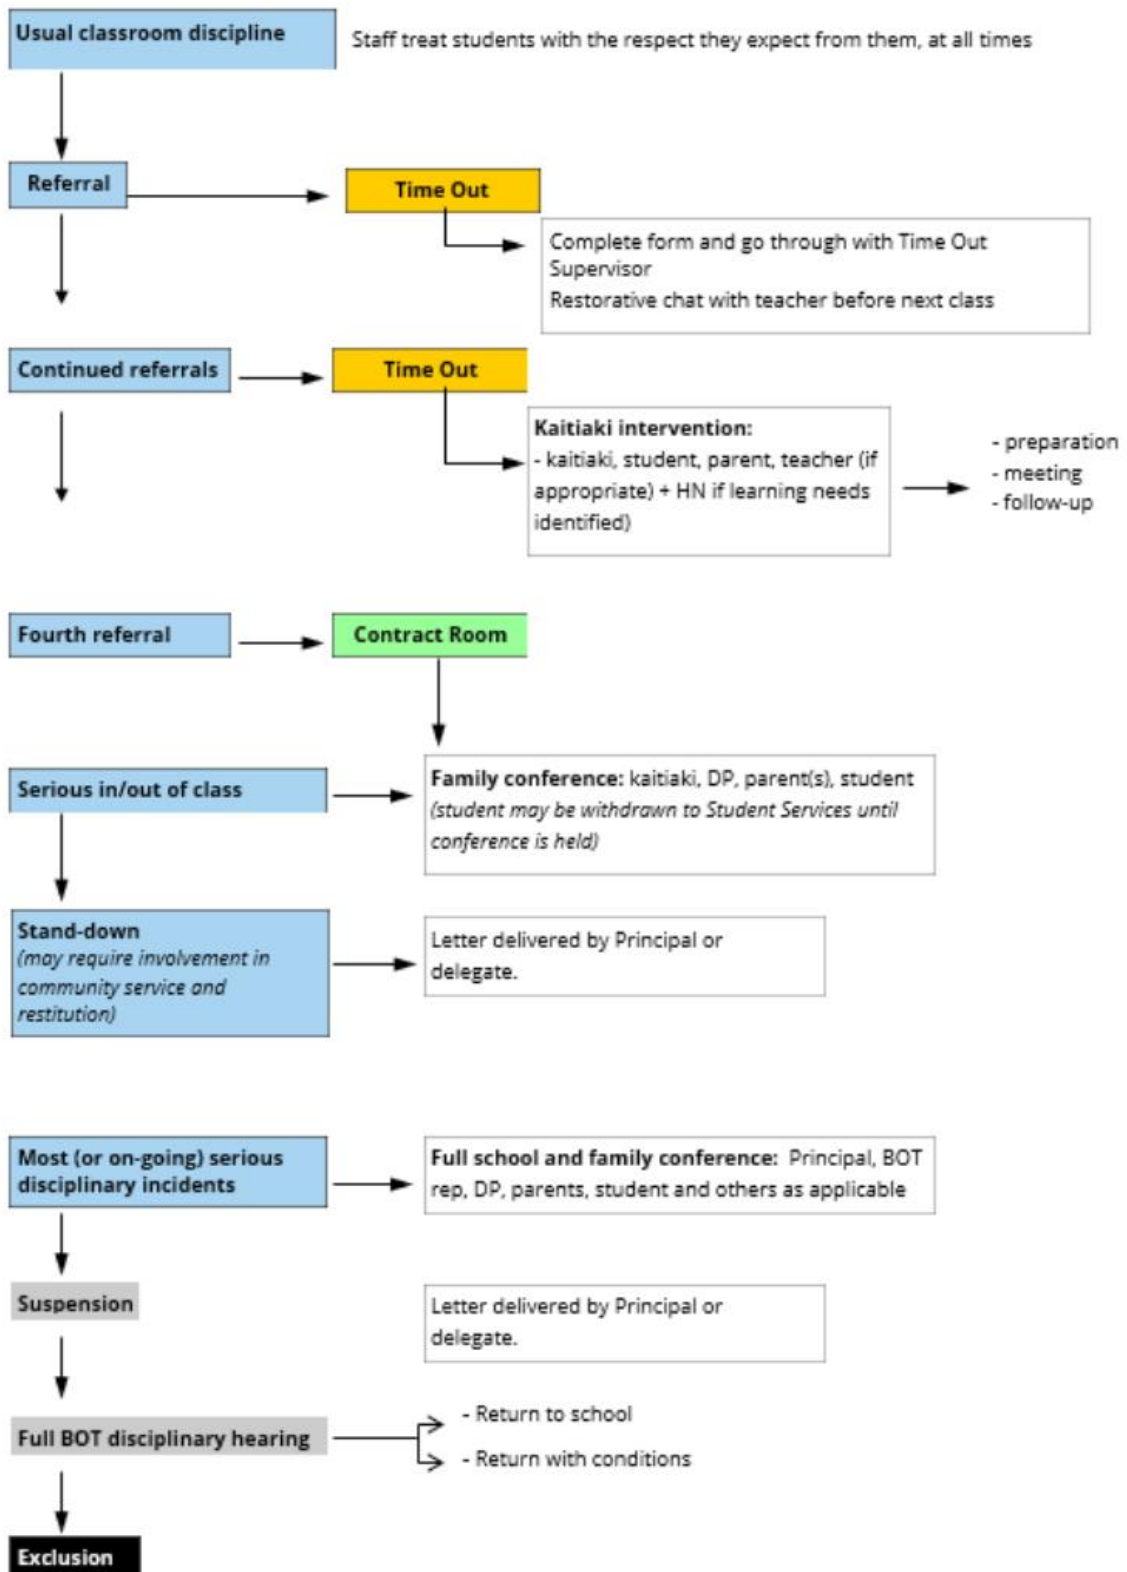 Usual classroom discipline
Staff treat students with the respect they expect from them, at all times
Referral
Time Out
Complete form and go through with Time Out
Supervisor
Restorative chat with teacher before next class
Continued referrals
Time Out
Kaitiaki intervention:
- kaitiaki, student, parent, teacher (if
appropriate) + HN if learning needs
identified)
- preparation
- meeting
- follow-up
Fourth referral
Contract Room
Serious in/out of class
Family conference: kaitiaki, DP, parent(s), student
(student may be withdrawn to Student Services until
conference is held)
Stand-down
(may require involvement in
community service and
restitution)
Letter delivered by Principal or
delegate.
Most (or on-going) serious
disciplinary incidents
Full school and family conference: Principal, BOT
rep, DP, parents, student and others as applicable
Suspension
Letter delivered by Principal or
delegate.
Full BOT disciplinary hearing
- Return to school
- Return with conditions
Exclusion